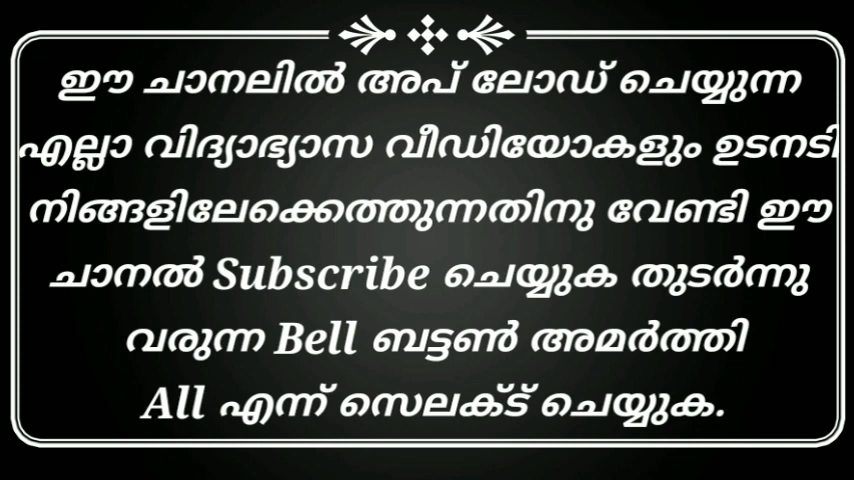 ഈ ചാനലിൽ അപ് ലോഡ് ചെയ്യുന്ന
എല്ലാ വിദ്യാഭ്യാസ വീഡിയോകളും ഉടനടി
നിങ്ങളിലേക്കെത്തുന്നതിനു വേണ്ടി ഈ
ചാനൽ Subscribe ചെയ്യുക തുടർന്നു
വരുന്ന Bell ബട്ടൺ അമർത്തി
All എന്ന് സെലക്ട് ചെയ്യുക.